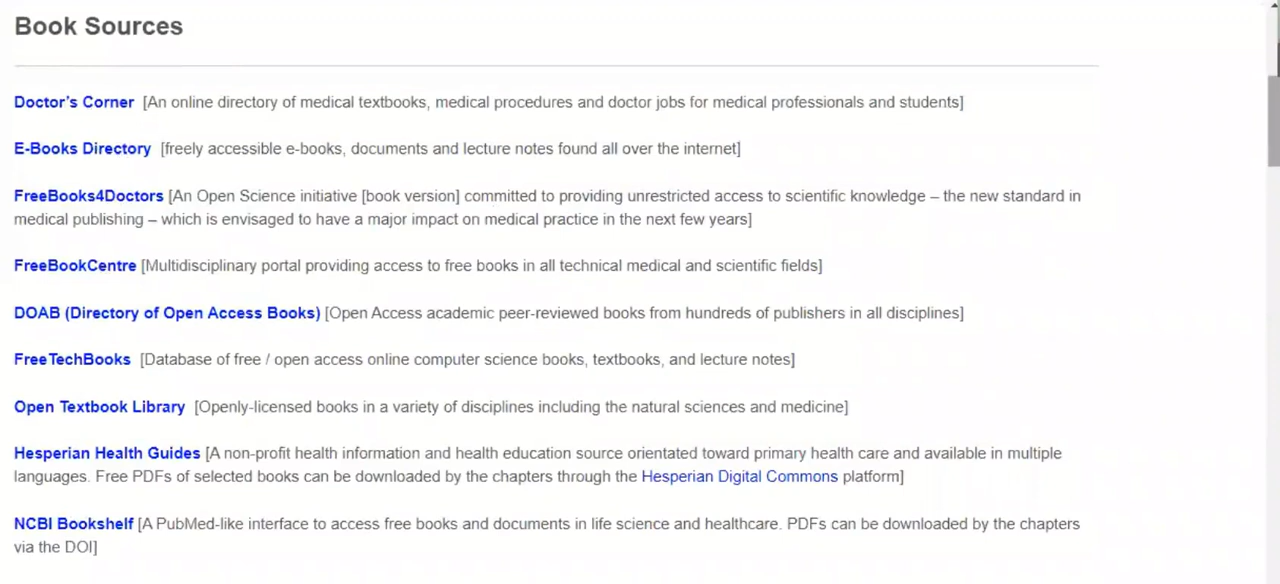 Book Sources
Doctor's Corner [An online directory of medical textbooks, medical procedures and doctor jobs for medical professionals and students]
E-Books Directory [freely accessible e-books, documents and lecture notes found all over the internet]
FreeBooks4Doctors [An Open Science initiative [book version] committed to providing unrestricted access to scientific knowledge – the new standard in
medical publishing – which is envisaged to have a major impact on medical practice in the next few years]
FreeBookCentre [Multidisciplinary portal providing access to free books in all technical medical and scientific fields]
DOAB (Directory of Open Access Books) [Open Access academic peer-reviewed books from hundreds of publishers in all disciplines]
FreeTechBooks [Database of free / open access online computer science books, textbooks, and lecture notes]
Open Textbook Library [Openly-licensed books in a variety of disciplines including the natural sciences and medicine]
Hesperian Health Guides [A non-profit health information and health education source orientated toward primary health care and available in multiple
languages. Free PDFs of selected books can be downloaded by the chapters through the Hesperian Digital Commons platform]
NCBI Bookshelf [A PubMed-like interface to access free books and documents in life science and healthcare. PDFs can be downloaded by the chapters
via the DOI]